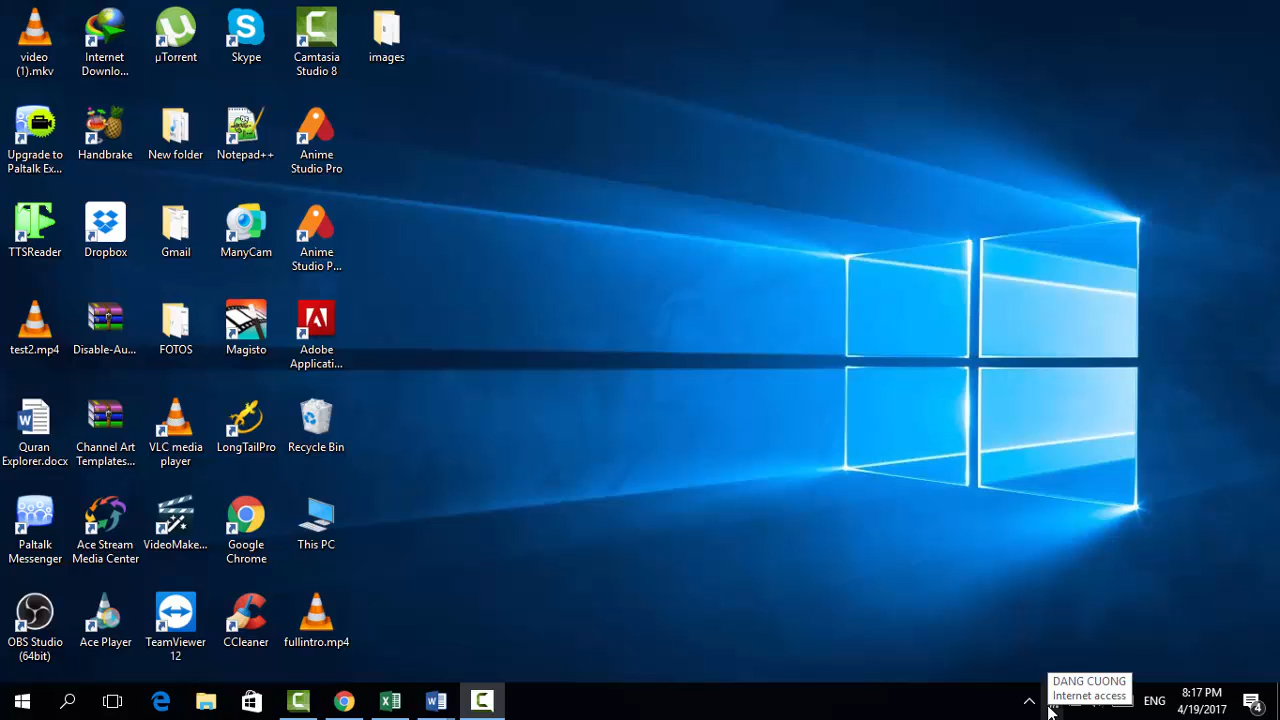 video
(1).mkv
Internet
Downlo...
µTorrent
Skype
Camtasia
Studio 8
images
Upgrade to
Paltalk Ex...
Handbrake
New folder
Notepad++
Anime
Studio Pro
TTSReader
Dropbox
Gmail
ManyCam
Anime
Studio P...
test2.mp4
Disable-Au...
FOTOS
Magisto
Adobe
Applicati...
Quran
Explorer.docx
Channel Art
Templates...
VLC media
player
LongTailPro
Recycle Bin
Paltalk
Messenger
Ace Stream
Media Center
VideoMake...
Google
Chrome
This PC
OBS Studio
(64bit)
Ace Player
TeamViewer
12
CCleaner
fullintro.mp4
DANG CUONG
Internet access
ENG
8:17 PM
4/19/2017
4